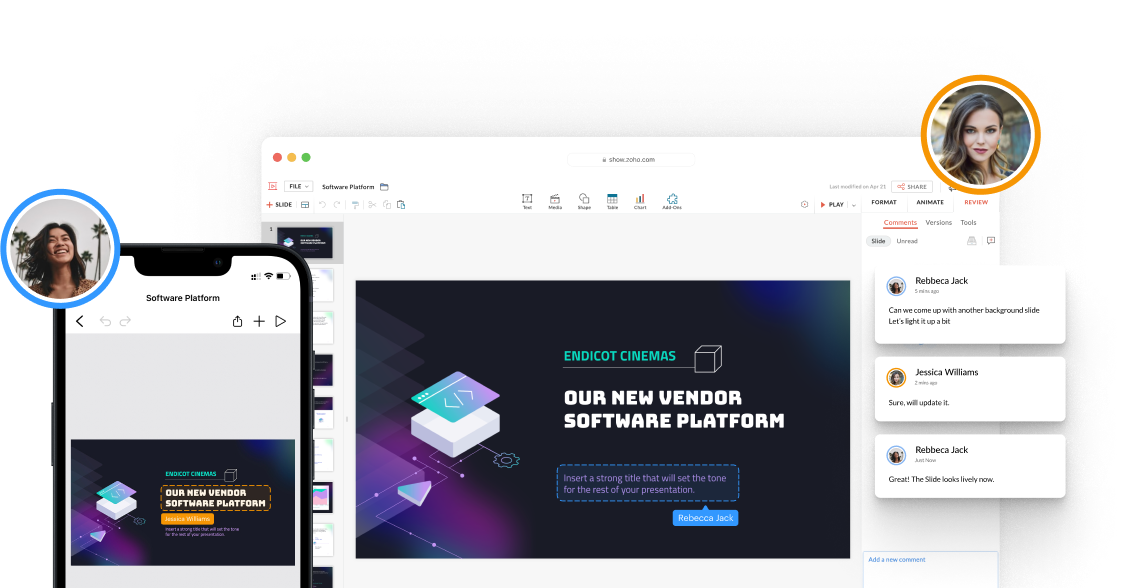 show.zoho.com
FILE
Software Platform
Last modified on Apr 21
SHARE
+ SLIDE
Text
Media
Shape
Table
Chart
Add-Ons
PLAY
FORMAT
ANIMATE
REVIEW
Comments
Versions
Tools
Slide
Unread
1
ENDICOT CINEMAS
OUR NEW VENDOR
SOFTWARE PLATFORM
Insert a strong title that will set the tone
for the rest of your presentation.
Rebecca Jack
Rebbeca Jack
5 mins ago
Can we come up with another background slide
Let's light it up a bit
Jessica Williams
2 mins ago
Sure, will update it.
Rebbeca Jack
Just Now
Great! The Slide looks lively now.
Add a new comment
Software Platform
ENDICOT CINEMAS
OUR NEW VENDOR
SOFTWARE PLATFORM
Jessica Williams
Insert a strong title that will set the tone
for the rest of your presentation.